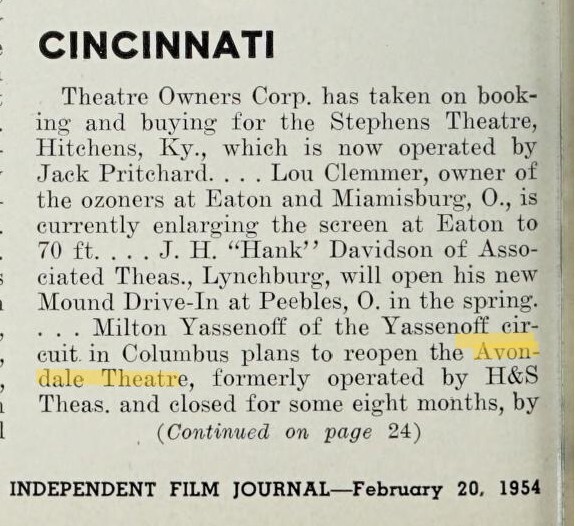 CINCINNATI
Theatre Owners Corp. has taken on book-
ing and buying for the Stephens Theatre,
Hitchens, Ky., which is now operated by
Jack Pritchard. . . . Lou Clemmer, owner of
the ozoners at Eaton and Miamisburg, O., is
currently enlarging the screen at Eaton to
70 ft. . . . J. H. “Hank” Davidson of Asso-
ciated Theas., Lynchburg, will open his new
Mound Drive-In at Peebles, O. in the spring.
. . . Milton Yassenoff of the Yassenoff cir-
cuit in Columbus plans to reopen the Avon-
dale Theatre, formerly operated by H&S
Theas. and closed for some eight months, by
(Continued on page 24)
INDEPENDENT FILM JOURNAL—February 20, 1954